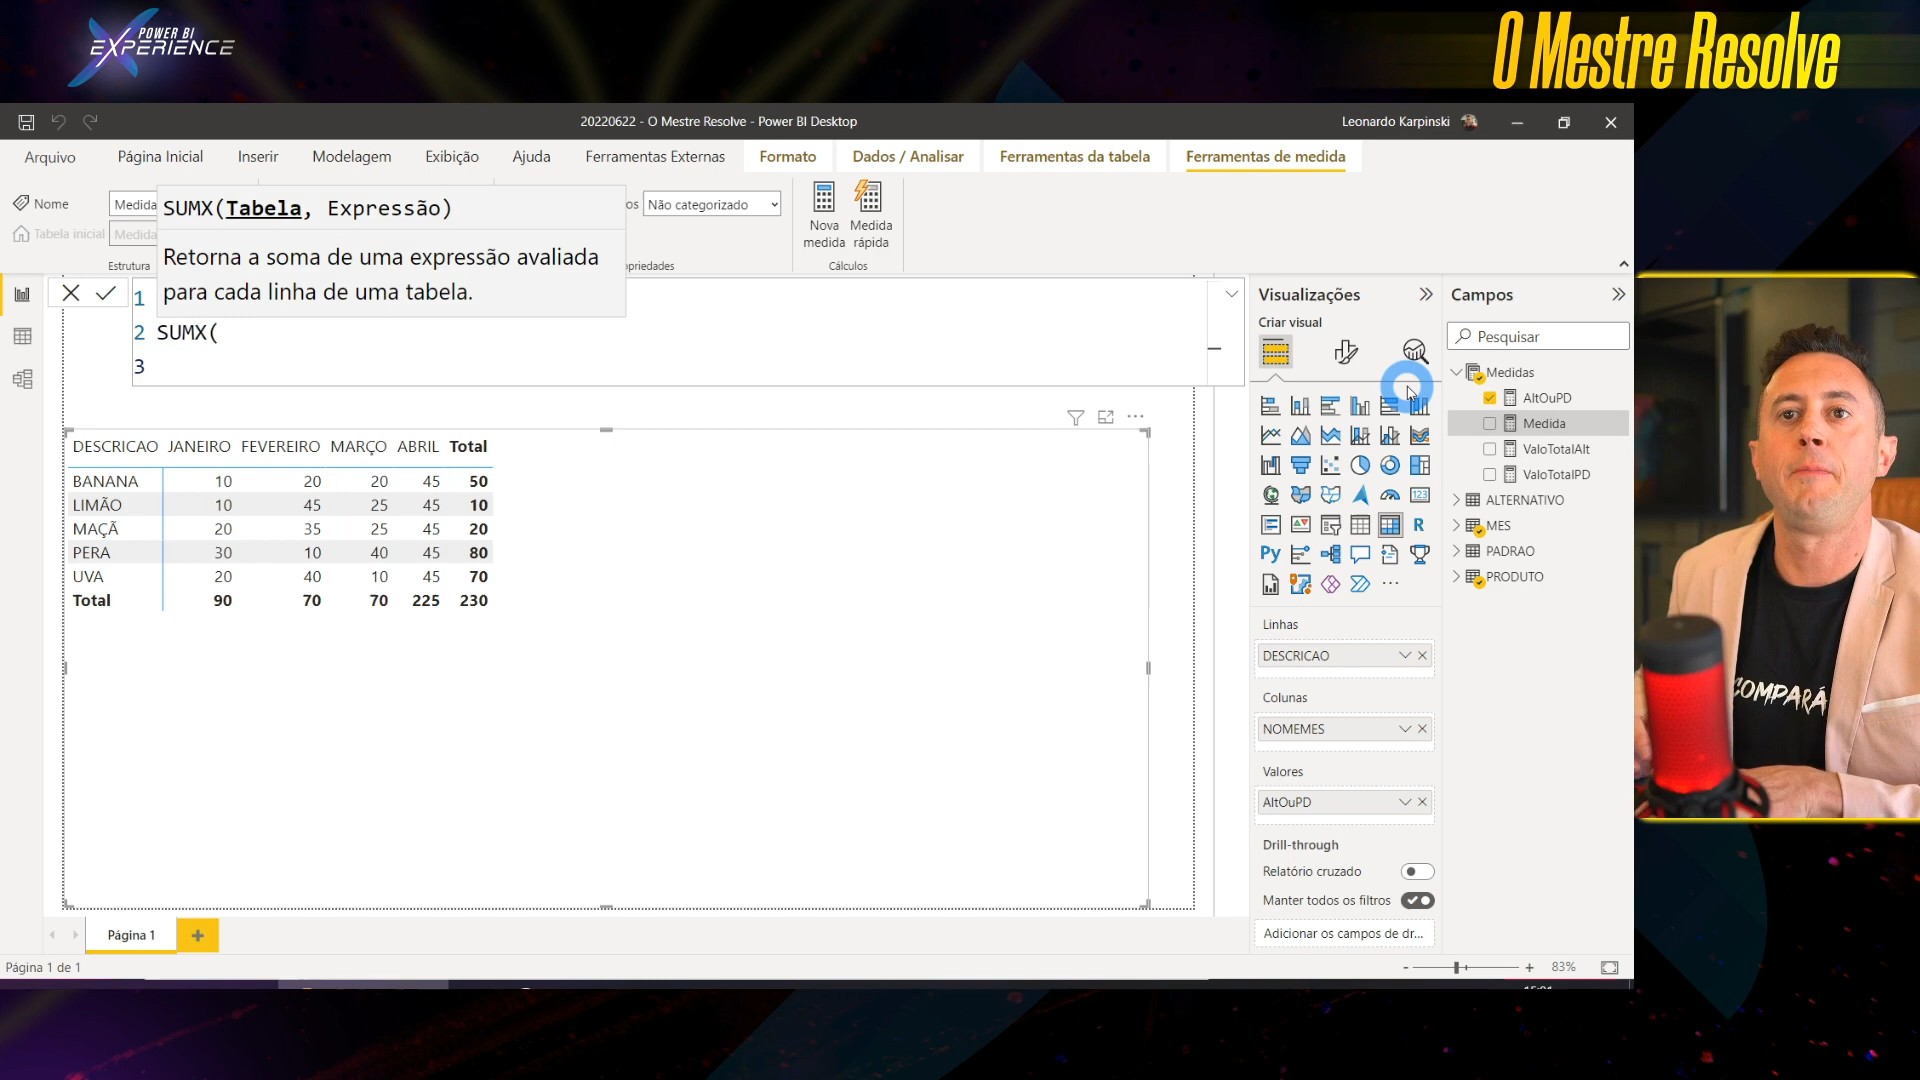 POWER BI
EXPERIENCE
O Mestre Resolve
20220622 - O Mestre Resolve - Power BI Desktop
Leonardo Karpinski
Arquivo
Página Inicial
Inserir
Modelagem
Exibição
Ajuda
Ferramentas Externas
Formato
Dados / Analisar
Ferramentas da tabela
Ferramentas de medida
Nome
Medida
Tabela inicial
Medida
Estrutura
SUMX(Tabela, Expressão)
Retorna a soma de uma expressão avaliada
para cada linha de uma tabela.
os
Não categorizado
priedades
Nova
medida
Medida
rápida
Cálculos
1
2 SUMX(
3
DESCRICAO JANEIRO FEVEREIRO MARÇO ABRIL Total
BANANA 10 20 20 45 50
LIMÃO 10 45 25 45 10
MAÇÃ 20 35 25 45 20
PERA 30 10 40 45 80
UVA 20 40 10 45 70
Total 90 70 70 225 230
Visualizações
Criar visual
123
R
Py
Linhas
DESCRICAO
Colunas
NOMEMES
Valores
AltOuPD
Drill-through
Relatório cruzado
Manter todos os filtros
Adicionar os campos de dr...
Campos
Pesquisar
Medidas
AltOuPD
Medida
ValoTotalAlt
ValoTotalPD
ALTERNATIVO
MES
PADRAO
PRODUTO
Página 1
Página 1 de 1
83%
COMPARÁ